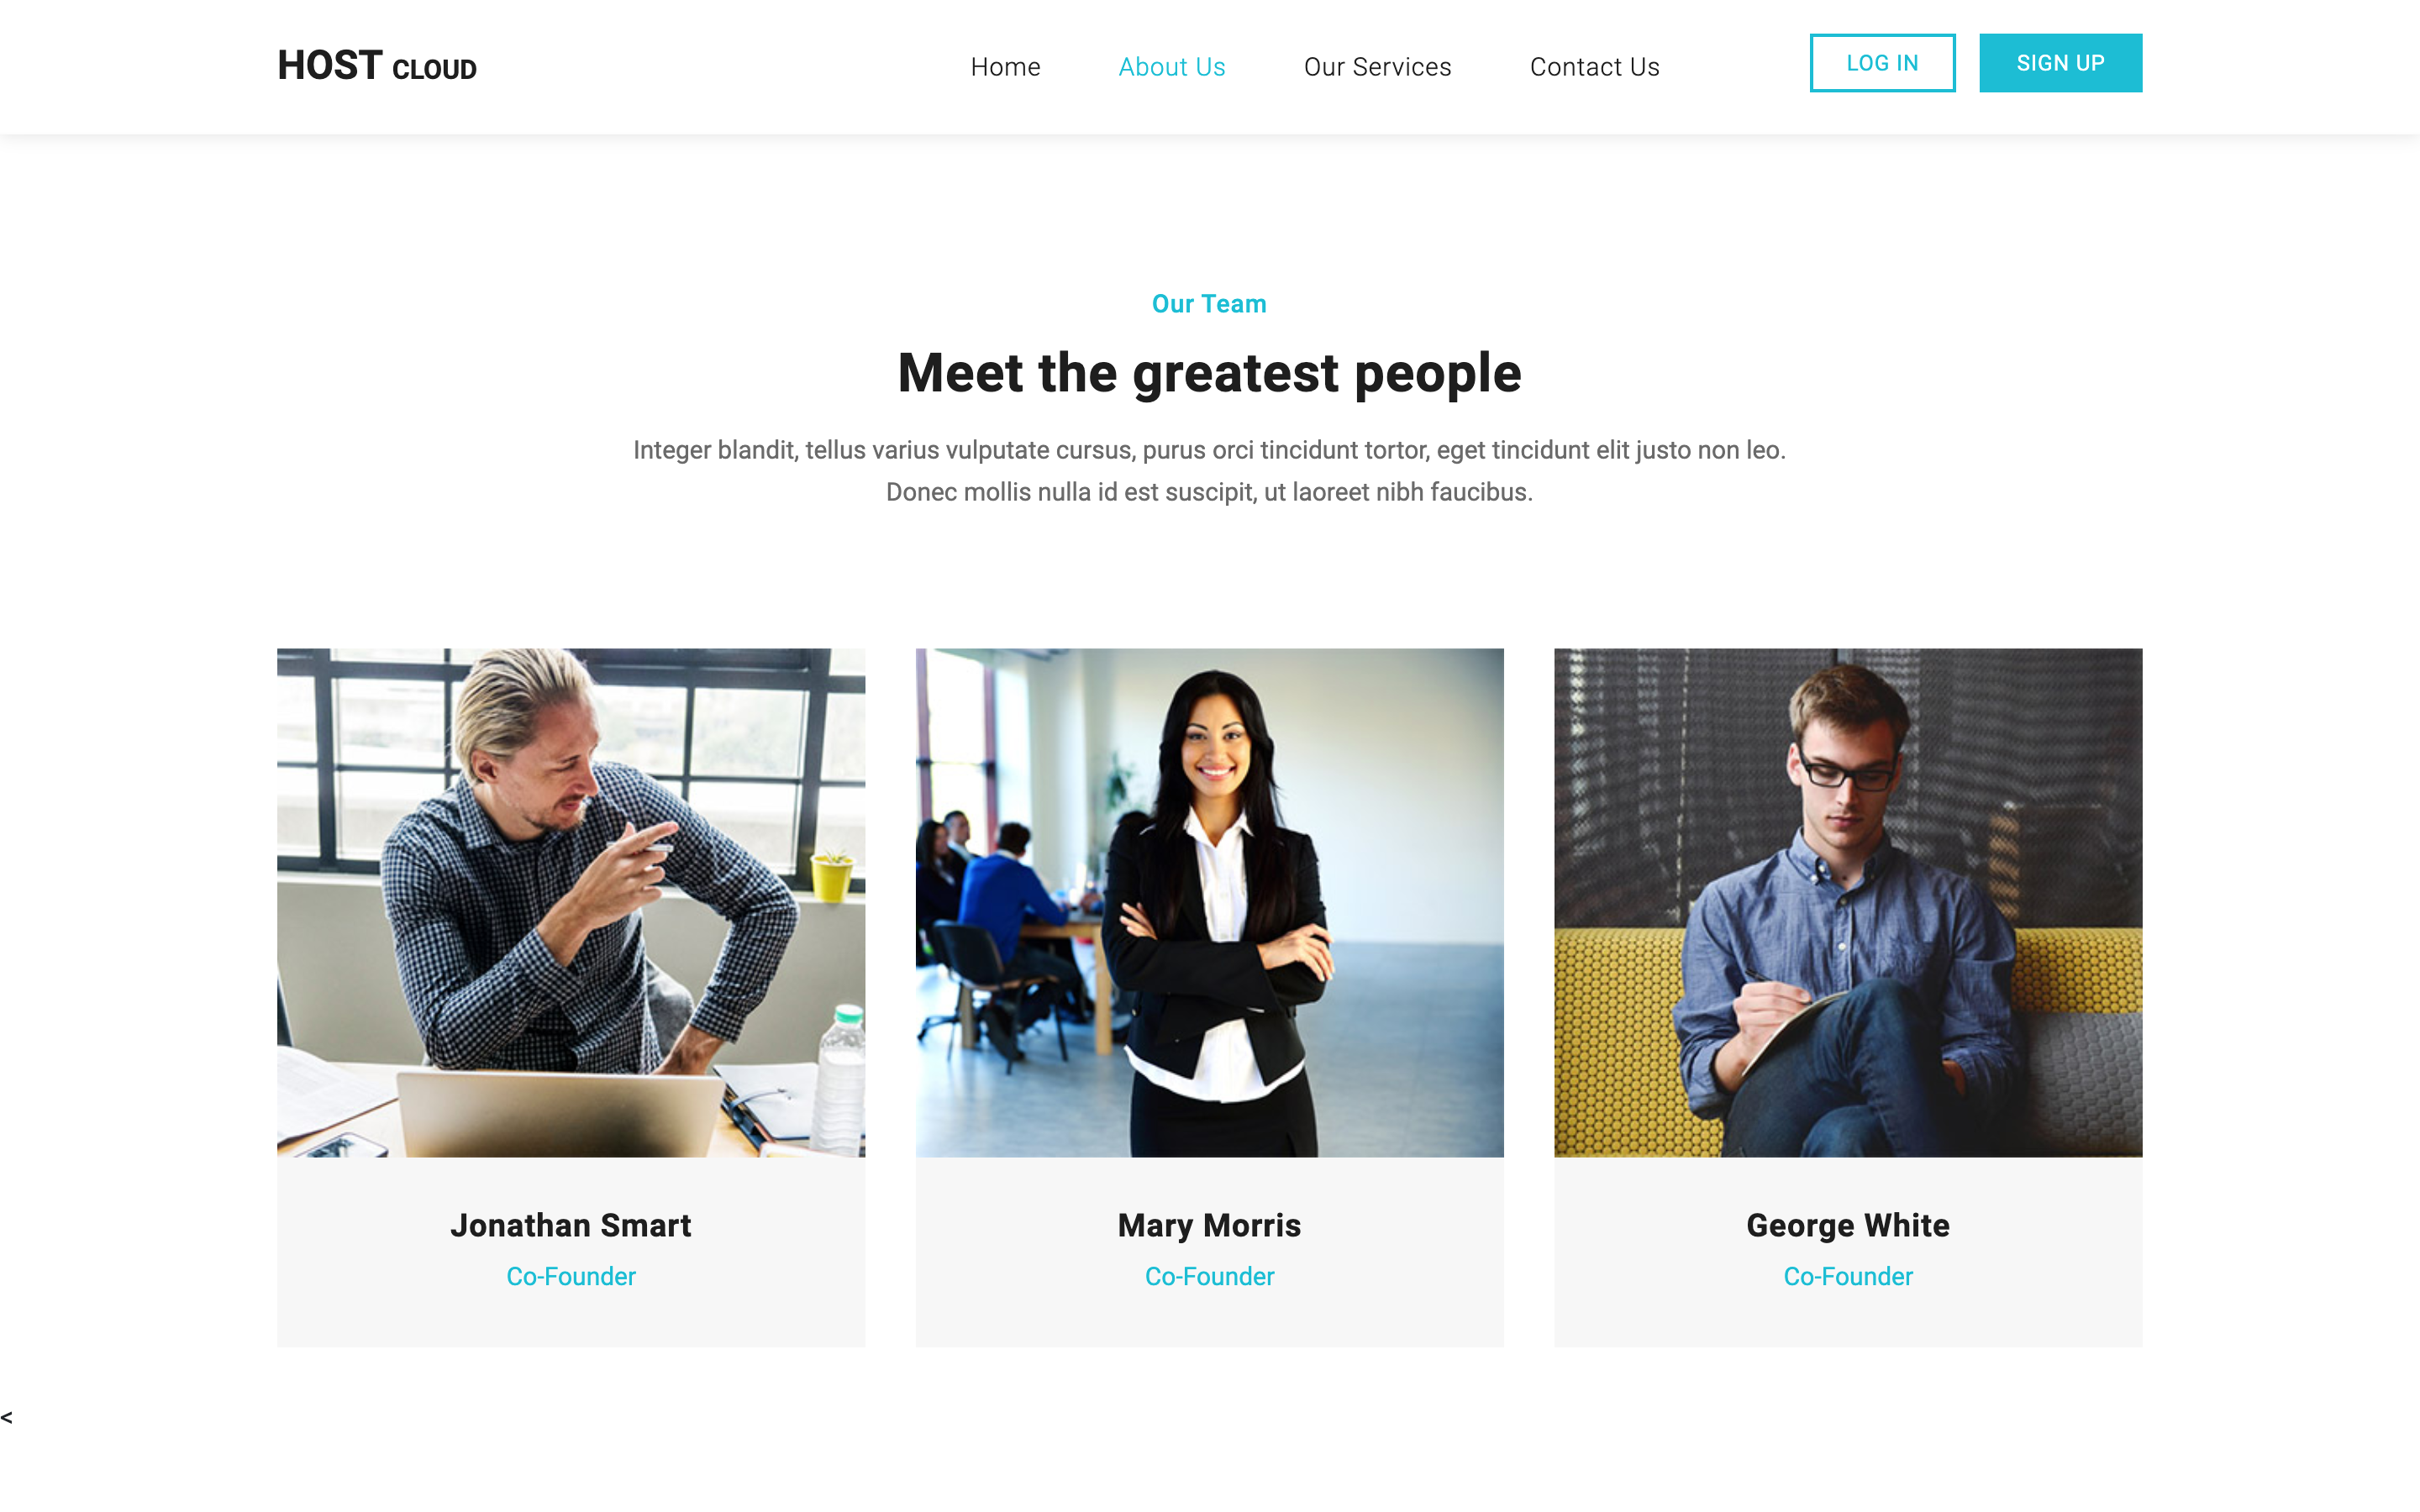 HOST CLOUD
Home About Us Our Services Contact Us LOG IN SIGN UP
Our Team
Meet the greatest people
Integer blandit, tellus varius vulputate cursus, purus orci tincidunt tortor, eget tincidunt elit justo non leo.
Donec mollis nulla id est suscipit, ut laoreet nibh faucibus.
Jonathan Smart
Co-Founder
Mary Morris
Co-Founder
George White
Co-Founder
<